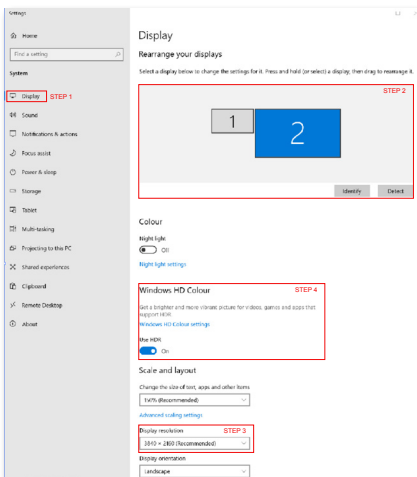 Settings
Home
Find a setting
System
Display STEP 1
Sound
Notifications & actions
Focus assist
Power & sleep
Storage
Tablet
Multi-tasking
Projecting to this PC
Shared experiences
Clipboard
Remote Desktop
About
Display
Rearrange your displays
Select a display below to change the settings for it. Press and hold (or select) a display, then drag to rearrange it.
STEP 2
1
2
Identify Detect
Colour
Night light
Off
Night light settings
Windows HD Colour STEP 4
Get a brighter and more vibrant picture for videos, games and apps that
support HDR.
Windows HD Colour settings
Use HDR
On
Scale and layout
Change the size of text, apps and other items
150% (Recommended)
Advanced scaling settings
Display resolution STEP 3
3840 × 2160 (Recommended)
Display orientation
Landscape